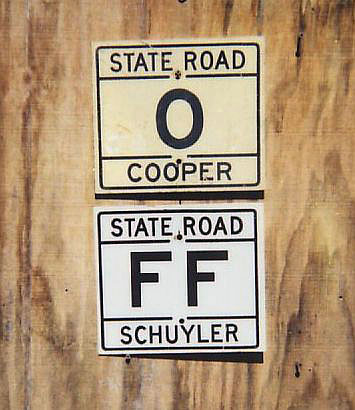 STATE ROAD
O
COOPER
STATE ROAD
FF
SCHUYLER